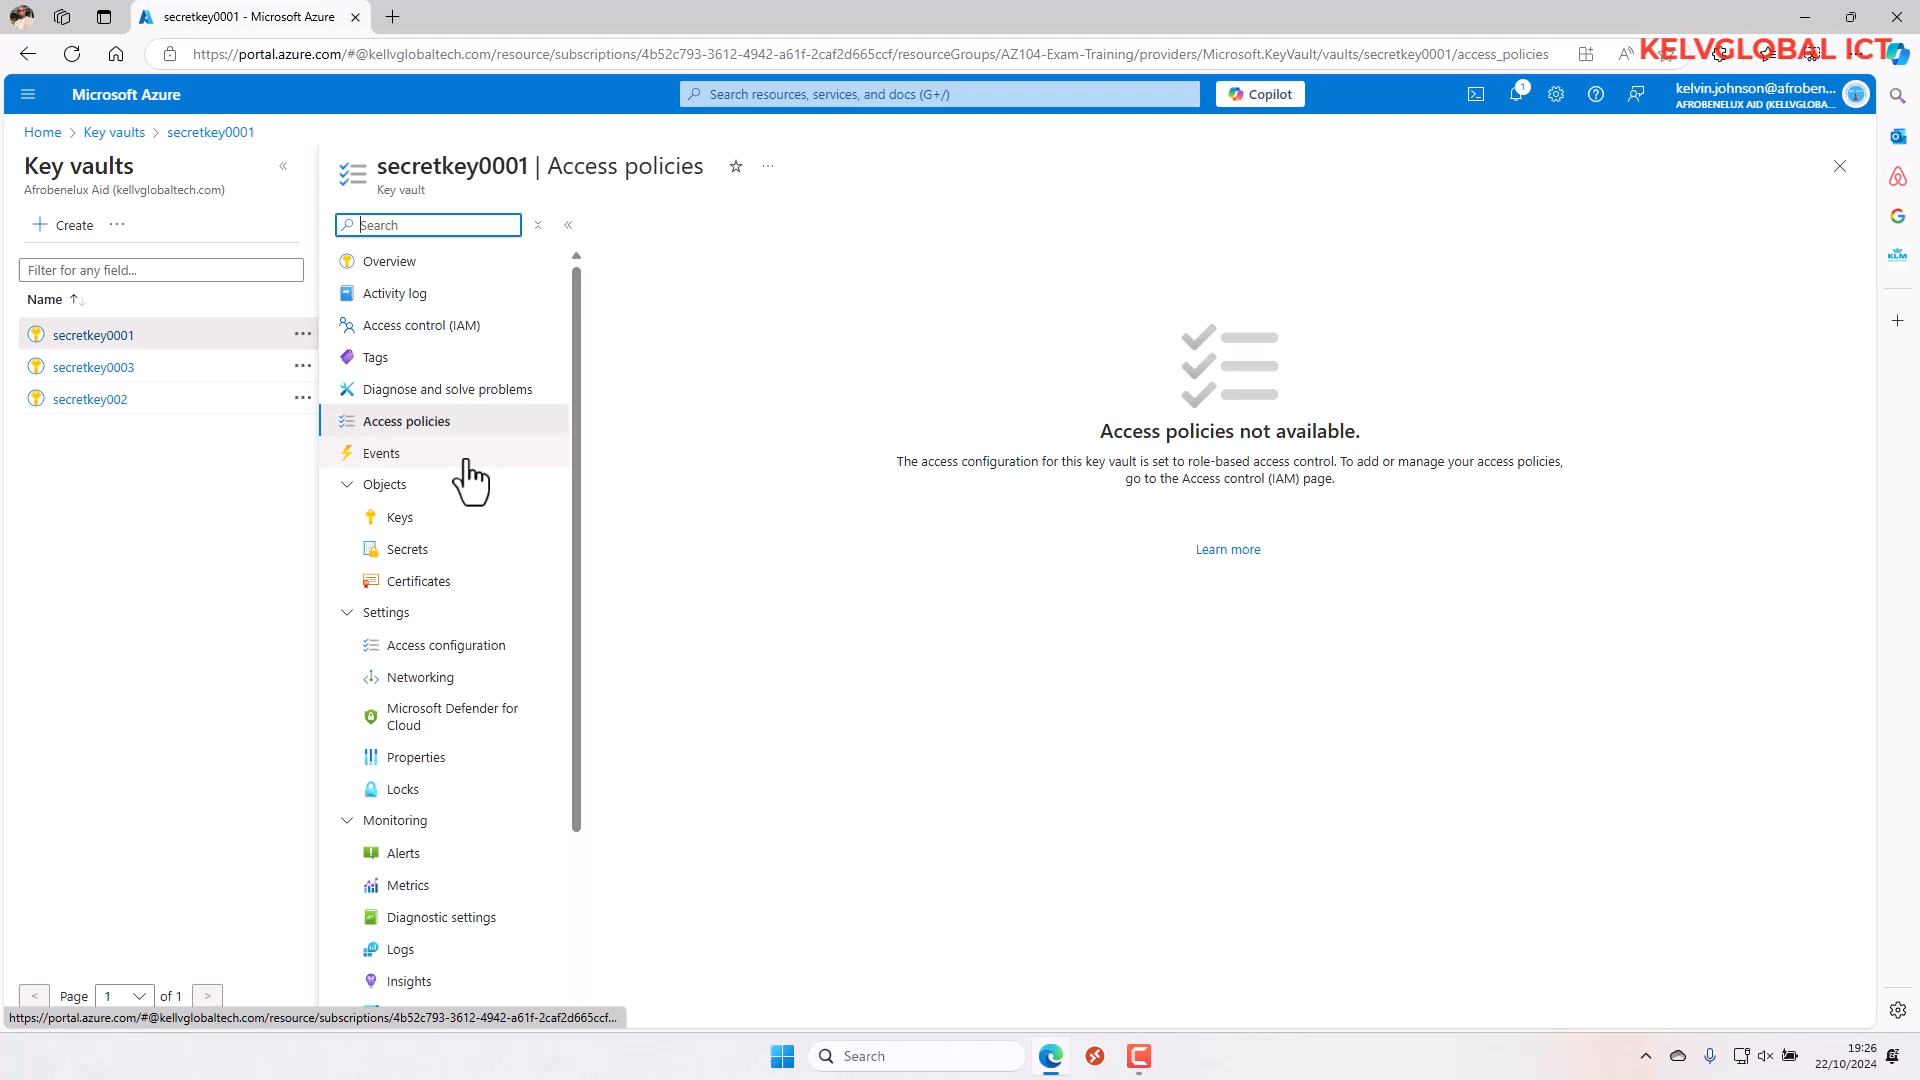 secretkey0001 - Microsoft Azure
https://portal.azure.com/#@kellvglobaltech.com/resource/subscriptions/4b52c793-3612-4942-a61f-2caf2d665ccf/resourceGroups/AZ104-Exam-Training/providers/Microsoft.KeyVault/vaults/secretkey0001/access_policies
KELVGLOBAL ICT
Microsoft Azure
Search resources, services, and docs (G+/)
Copilot
1
kelvin.johnson@afroben...
AFROBENELUX AID (KELLVGLOBA...
Home > Key vaults > secretkey0001
Key vaults
Afrobenelux Aid (kellvglobaltech.com)
Create
Filter for any field...
Name
secretkey0001
secretkey0003
secretkey002
Page 1 of 1
secretkey0001 | Access policies
Key vault
Search
Overview
Activity log
Access control (IAM)
Tags
Diagnose and solve problems
Access policies
Events
Objects
Keys
Secrets
Certificates
Settings
Access configuration
Networking
Microsoft Defender for
Cloud
Properties
Locks
Monitoring
Alerts
Metrics
Diagnostic settings
Logs
Insights
Access policies not available.
The access configuration for this key vault is set to role-based access control. To add or manage your access policies,
go to the Access control (IAM) page.
Learn more
KLM
https://portal.azure.com/#@kellvglobaltech.com/resource/subscriptions/4b52c793-3612-4942-a61f-2caf2d665ccf...
Search
19:26
22/10/2024